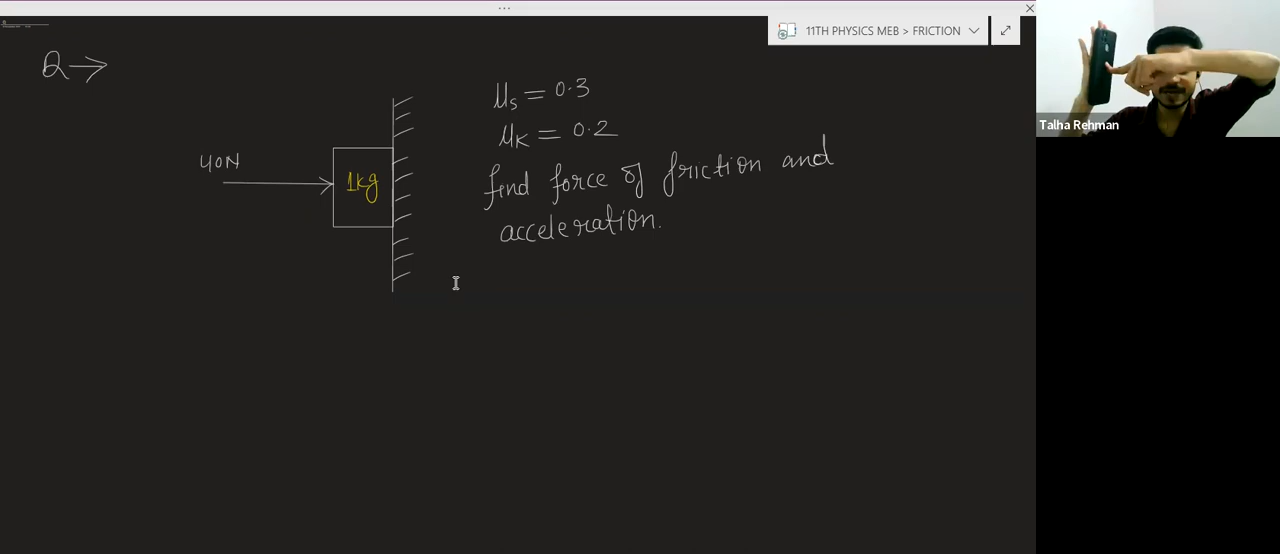 11TH PHYSICS MEB > FRICTION
Q →
μs = 0.3
μK = 0.2
40N
1kg
find force of friction and
acceleration.
Talha Rehman